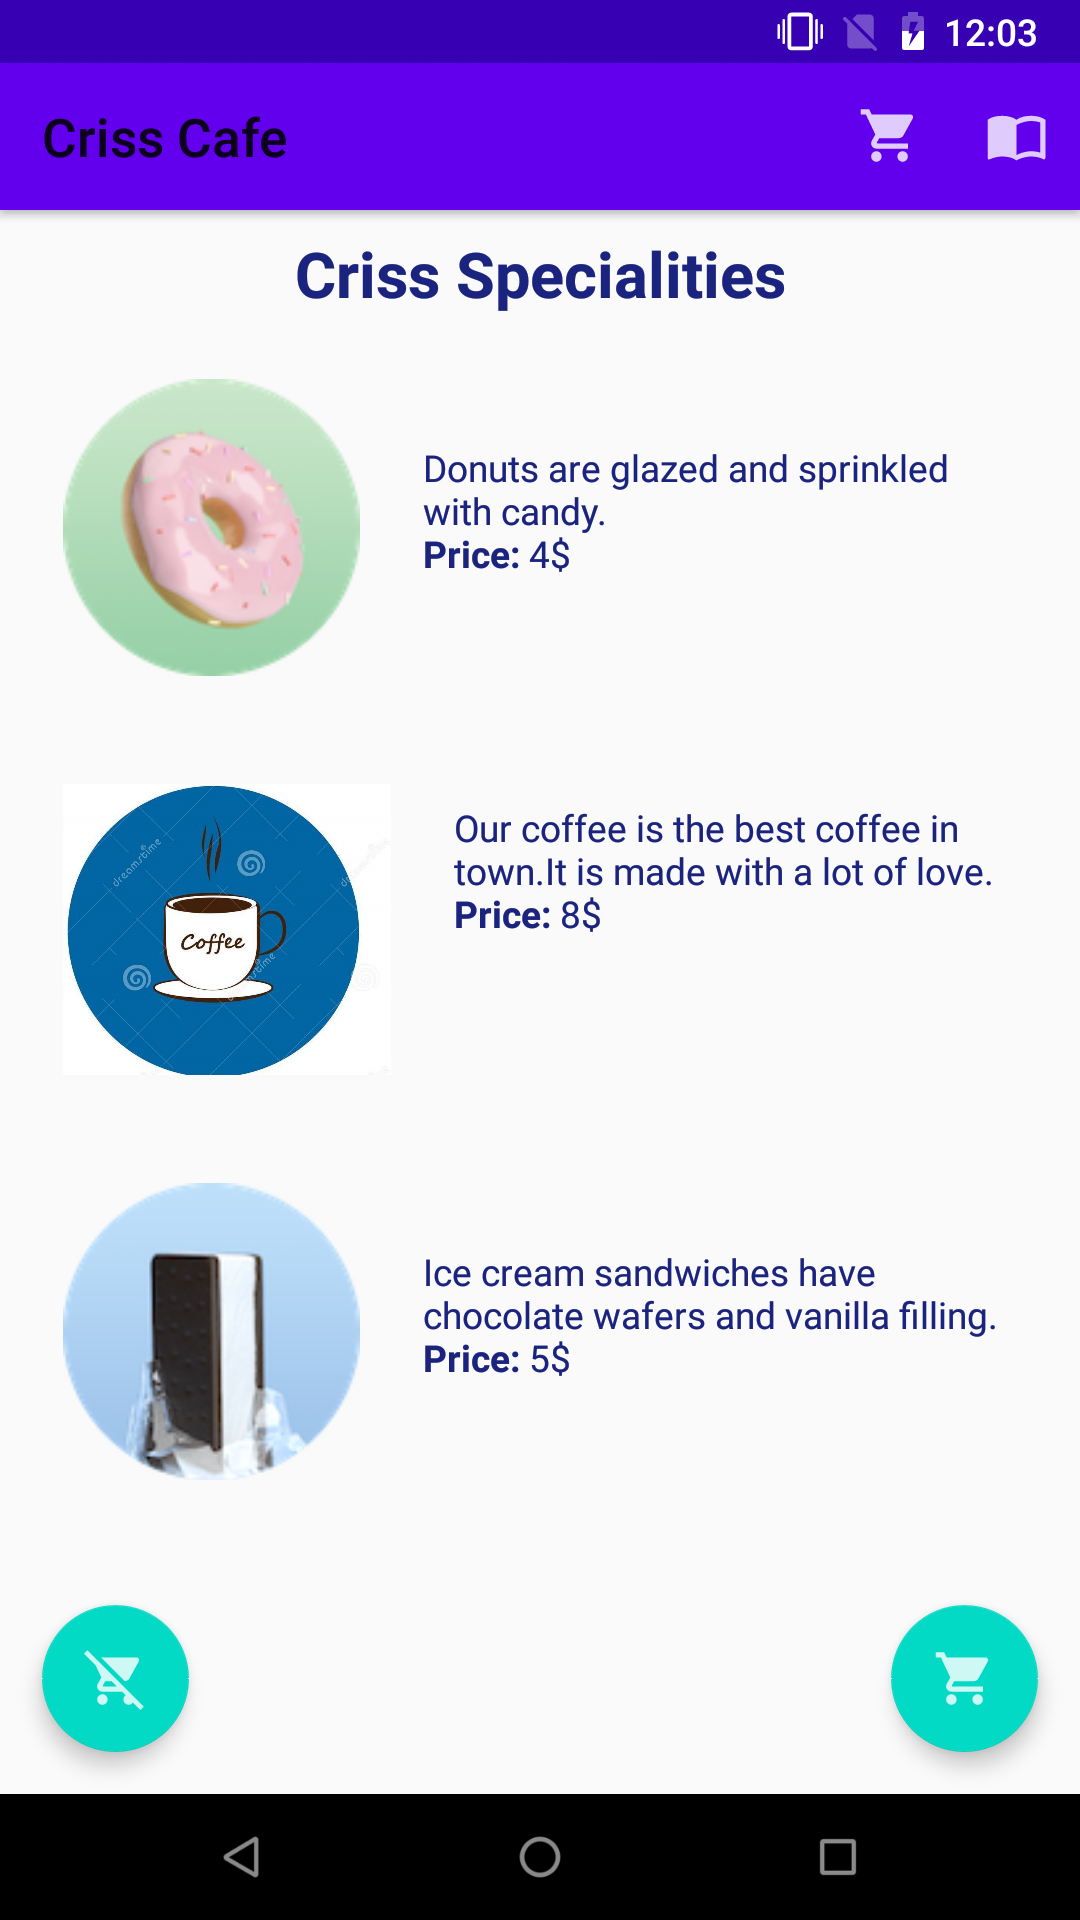 12:03
Criss Cafe
Criss Specialities
Donuts are glazed and sprinkled
with candy.
Price: 4$
dreamstime
Coffee
Our coffee is the best coffee in
town.It is made with a lot of love.
Price: 8$
Ice cream sandwiches have
chocolate wafers and vanilla filling.
Price: 5$